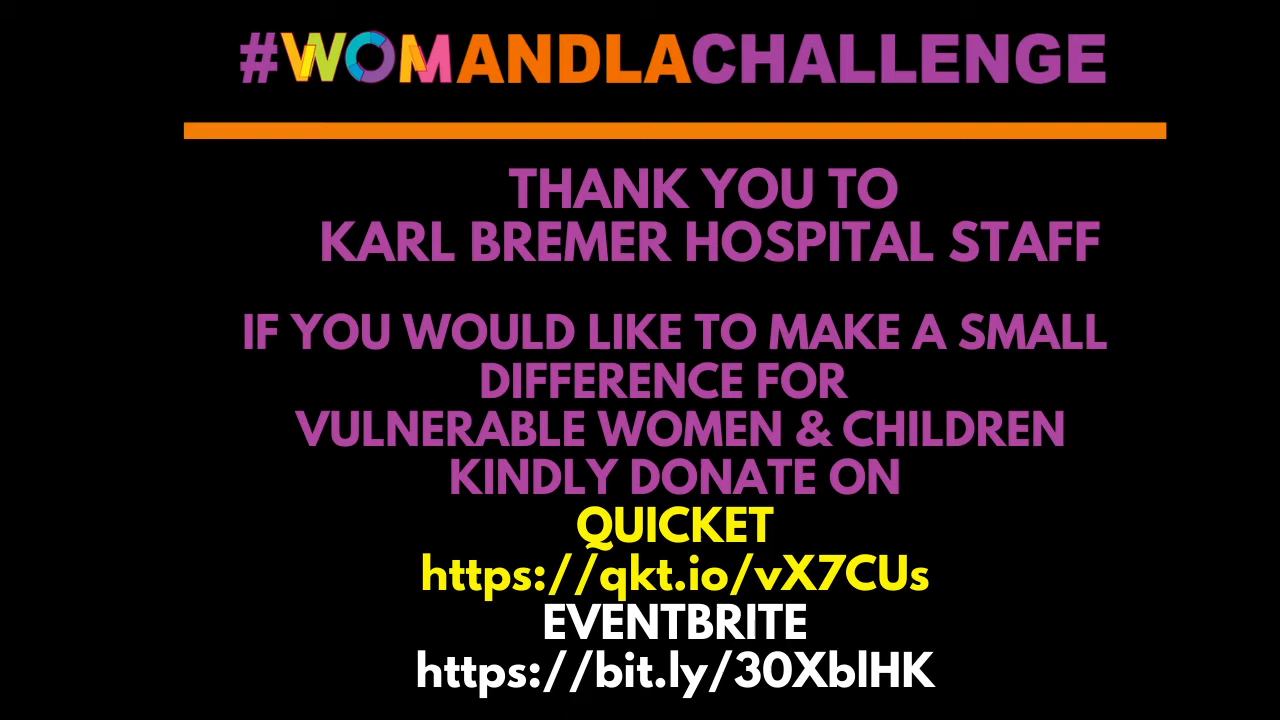 #WOMANDLACHALLENGE
THANK YOU TO
KARL BREMER HOSPITAL STAFF
IF YOU WOULD LIKE TO MAKE A SMALL
DIFFERENCE FOR
VULNERABLE WOMEN & CHILDREN
KINDLY DONATE ON
QUICKET
https://qkt.io/vX7CUs
EVENTBRITE
https://bit.ly/30XblHK